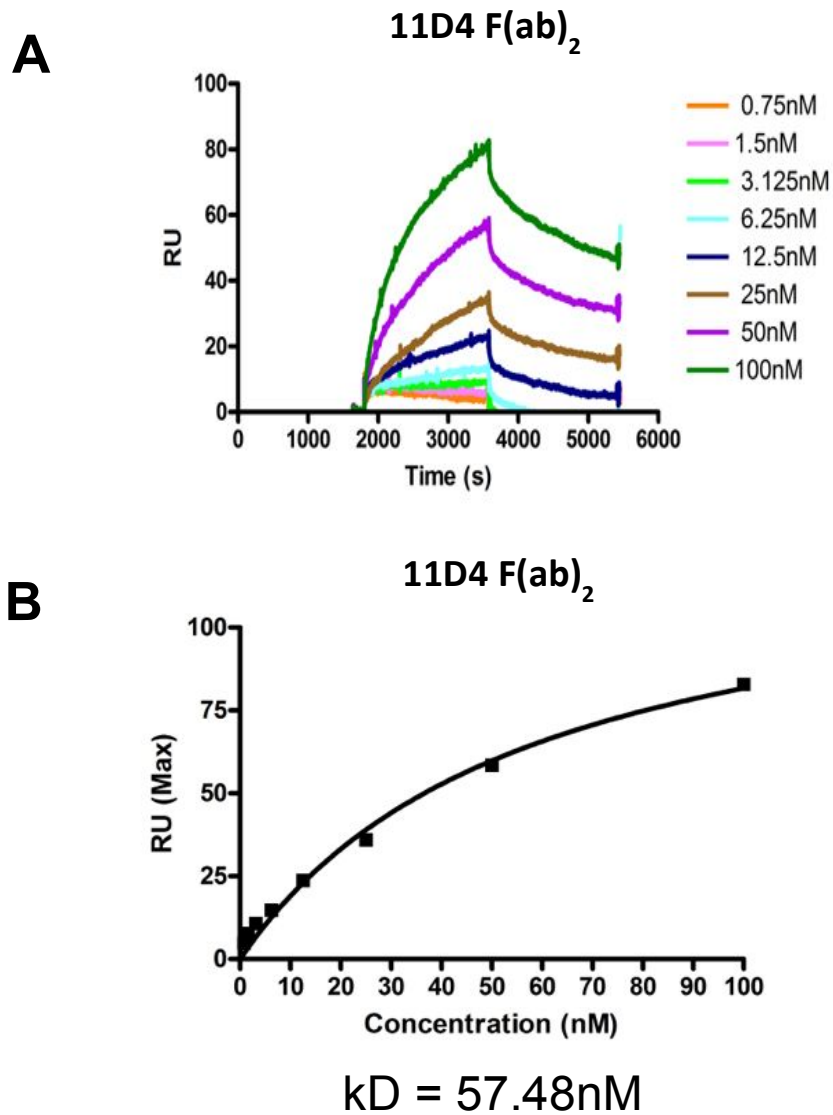 A
11D4 F(ab)2
100
80
60
40
20
0
RU
0 1000 2000 3000 4000 5000 6000
Time (s)
0.75nM
1.5nM
3.125nM
6.25nM
12.5nM
25nM
50nM
100nM
B
11D4 F(ab)2
100
75
50
25
0
RU (Max)
0 10 20 30 40 50 60 70 80 90 100
Concentration (nM)
kD = 57.48nM